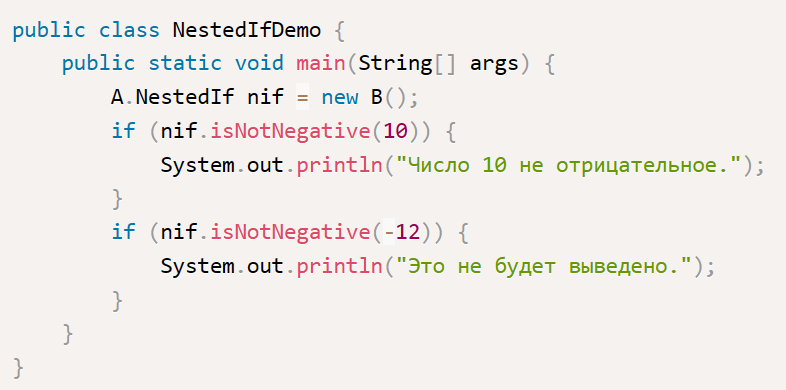 public class NestedIfDemo {
    public static void main(String[] args) {
        A.NestedIf nif = new B();
        if (nif.isNotNegative(10)) {
            System.out.println("Число 10 не отрицательное.");
        }
        if (nif.isNotNegative(-12)) {
            System.out.println("Это не будет выведено.");
        }
    }
}